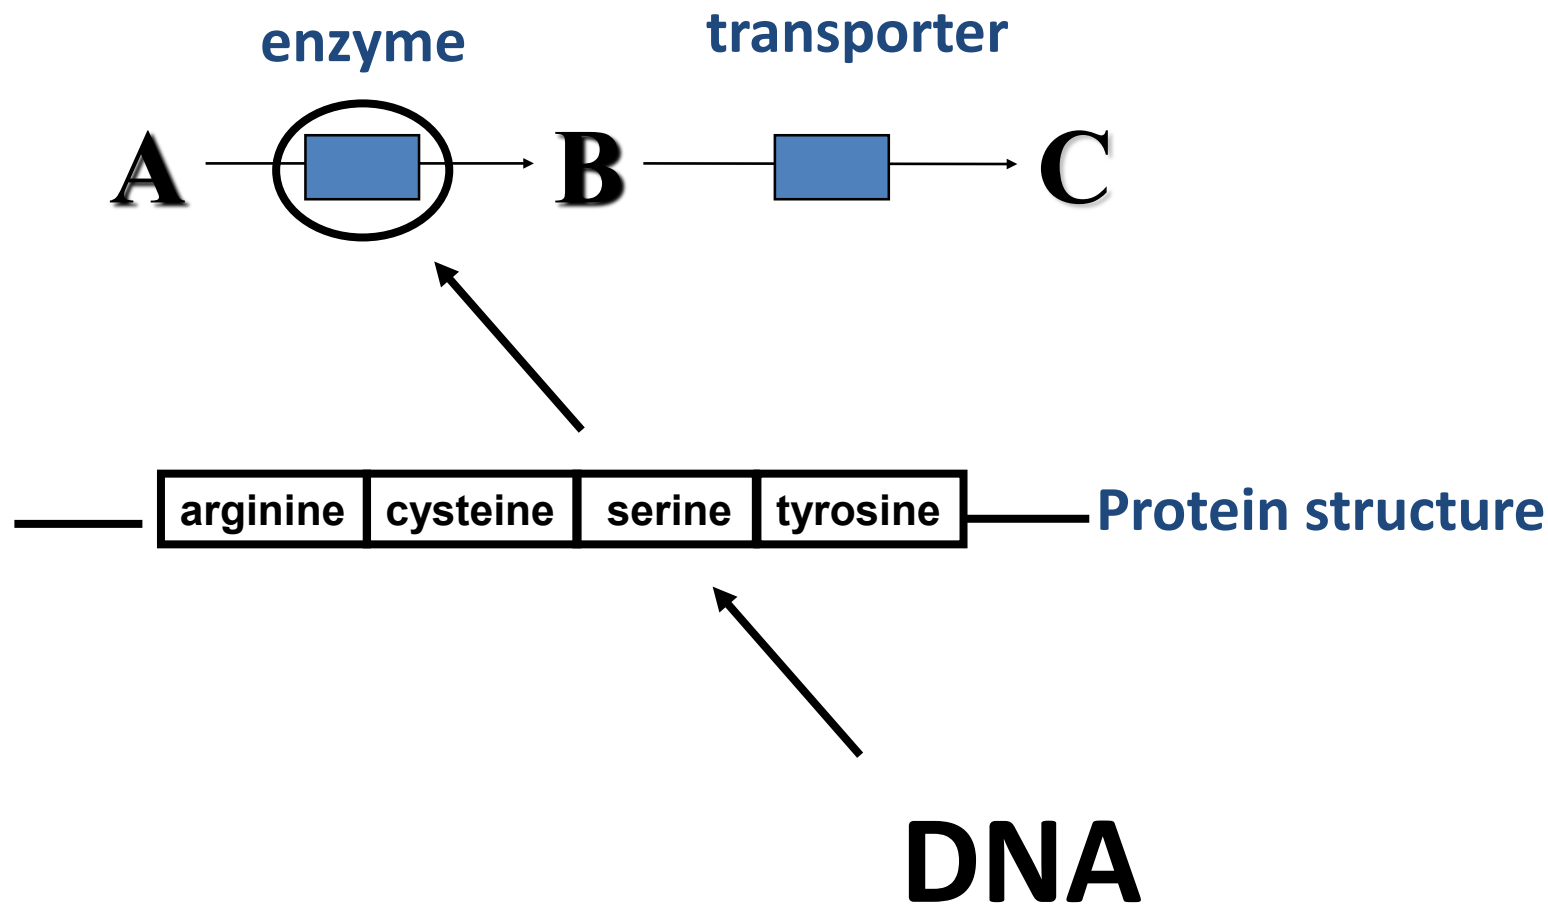 enzyme transporter
A B C
arginine cysteine serine tyrosine Protein structure
DNA